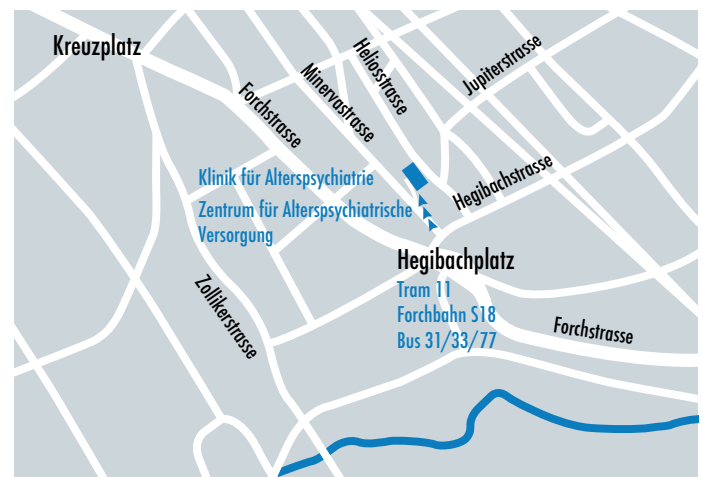 Kreuzplatz
Forchstrasse
Minervastrasse
Heliosstrasse
Jupiterstrasse
Klinik für Alterspsychiatrie
Zentrum für Alterspsychiatrische
Versorgung
Hegibachstrasse
Hegibachplatz
Tram 11
Forchbahn S18
Bus 31/33/77
Zollikerstrasse
Forchstrasse